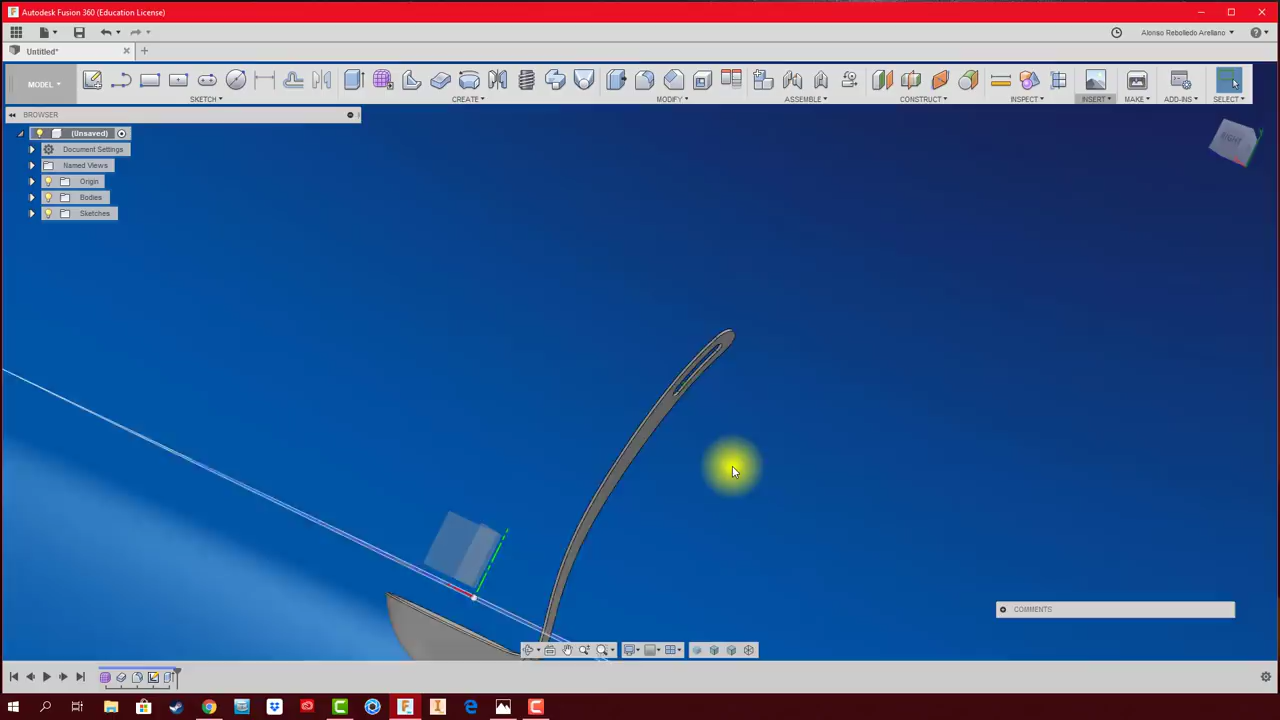 Autodesk Fusion 360 (Education License)
Alonso Rebolledo Arellano
Untitled*
MODEL
SKETCH
CREATE
MODIFY
ASSEMBLE
CONSTRUCT
INSPECT
INSERT
MAKE
ADD-INS
SELECT
BROWSER
(Unsaved)
Document Settings
Named Views
Origin
Bodies
Sketches
RIGHT
Y
COMMENTS